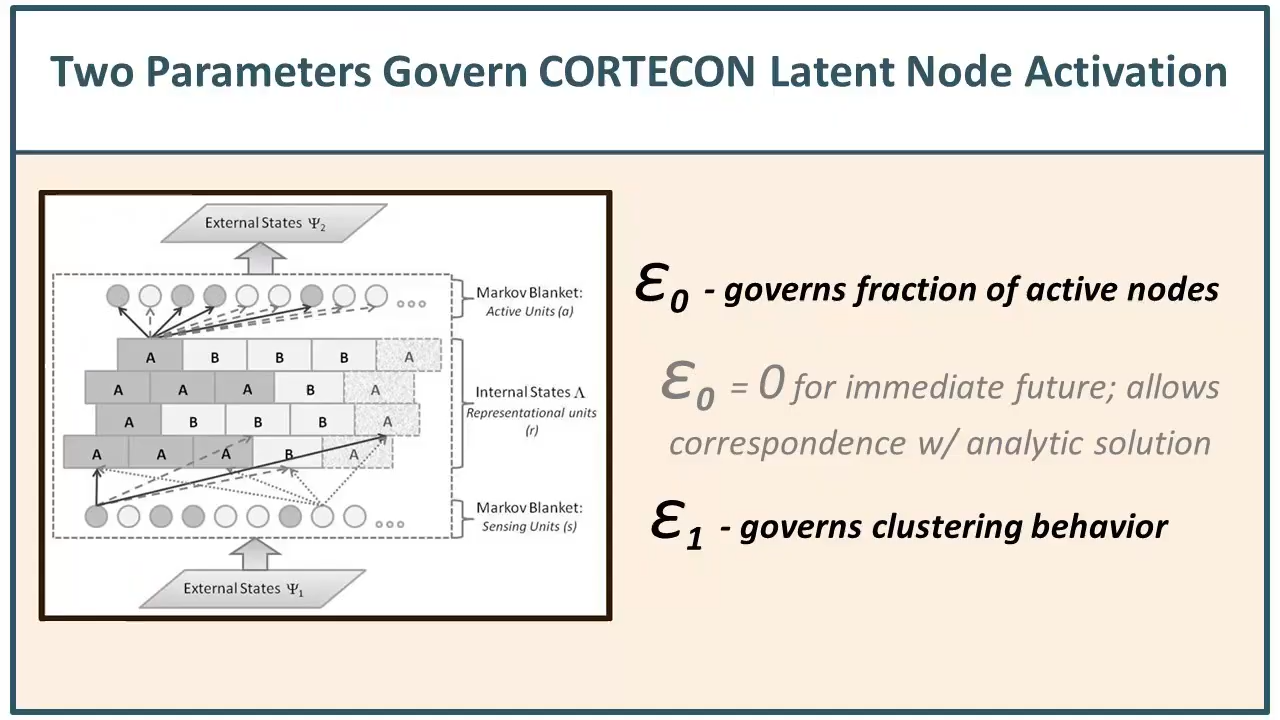 Two Parameters Govern CORTECON Latent Node Activation
External States Ψ2
Markov Blanket:
Active Units (a)
A B B B A
A A A B A
A B B B A
A A A B A
Internal States Λ
Representational units
(r)
Markov Blanket:
Sensing Units (s)
External States Ψ1
ε0 - governs fraction of active nodes
ε0 = 0 for immediate future; allows
correspondence w/ analytic solution
ε1 - governs clustering behavior